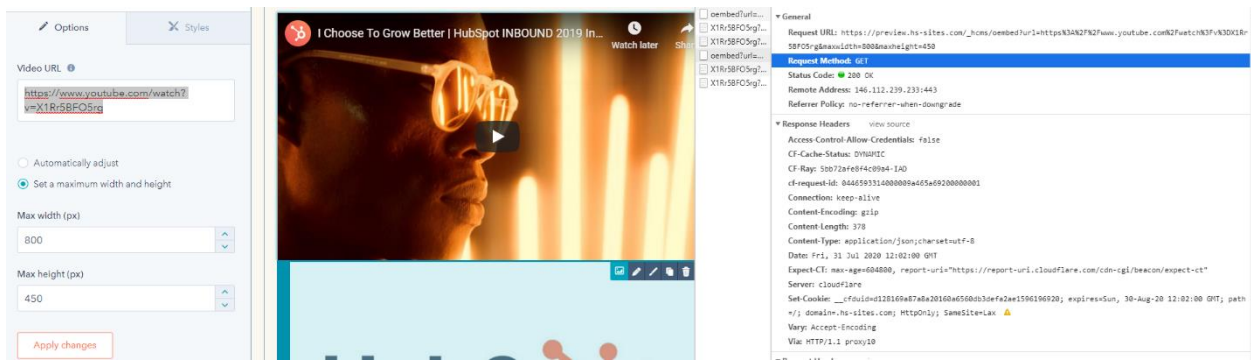 Options
Styles
Video URL
https://www.youtube.com/watch?
v=X1Rr5BFO5rg
Automatically adjust
Set a maximum width and height
Max width (px)
800
Max height (px)
450
Apply changes
I Choose To Grow Better | HubSpot INBOUND 2019 In...
Watch later
oembed?url=...
X1Rr5BFO5rg?...
X1Rr5BFO5rg?...
oembed?url=...
X1Rr5BFO5rg?...
X1Rr5BFO5rg?...
General
Request URL: https://preview.hs-sites.com/_hcms/oembed?url=https%3A%2F%2Fwww.youtube.com%2Fwatch%3Fv%3DX1Rr
5BFO5rg&maxwidth=800&maxheight=450
Request Method: GET
Status Code: 200 OK
Remote Address: 146.112.239.233:443
Referrer Policy: no-referrer-when-downgrade
Response Headers view source
Access-Control-Allow-Credentials: false
CF-Cache-Status: DYNAMIC
CF-Ray: 5bb72afe8f4c09a4-IAD
cf-request-id: 0446593314000009a465a69200000001
Connection: keep-alive
Content-Encoding: gzip
Content-Length: 378
Content-Type: application/json;charset=utf-8
Date: Fri, 31 Jul 2020 12:02:00 GMT
Expect-CT: max-age=604800, report-uri="https://report-uri.cloudflare.com/cdn-cgi/beacon/expect-ct"
Server: cloudflare
Set-Cookie: __cfduid=d128169a87a8a20160a6560db3defa2ae1596196920; expires=Sun, 30-Aug-20 12:02:00 GMT; path
=/; domain=.hs-sites.com; HttpOnly; SameSite=Lax
Vary: Accept-Encoding
Via: HTTP/1.1 proxy10